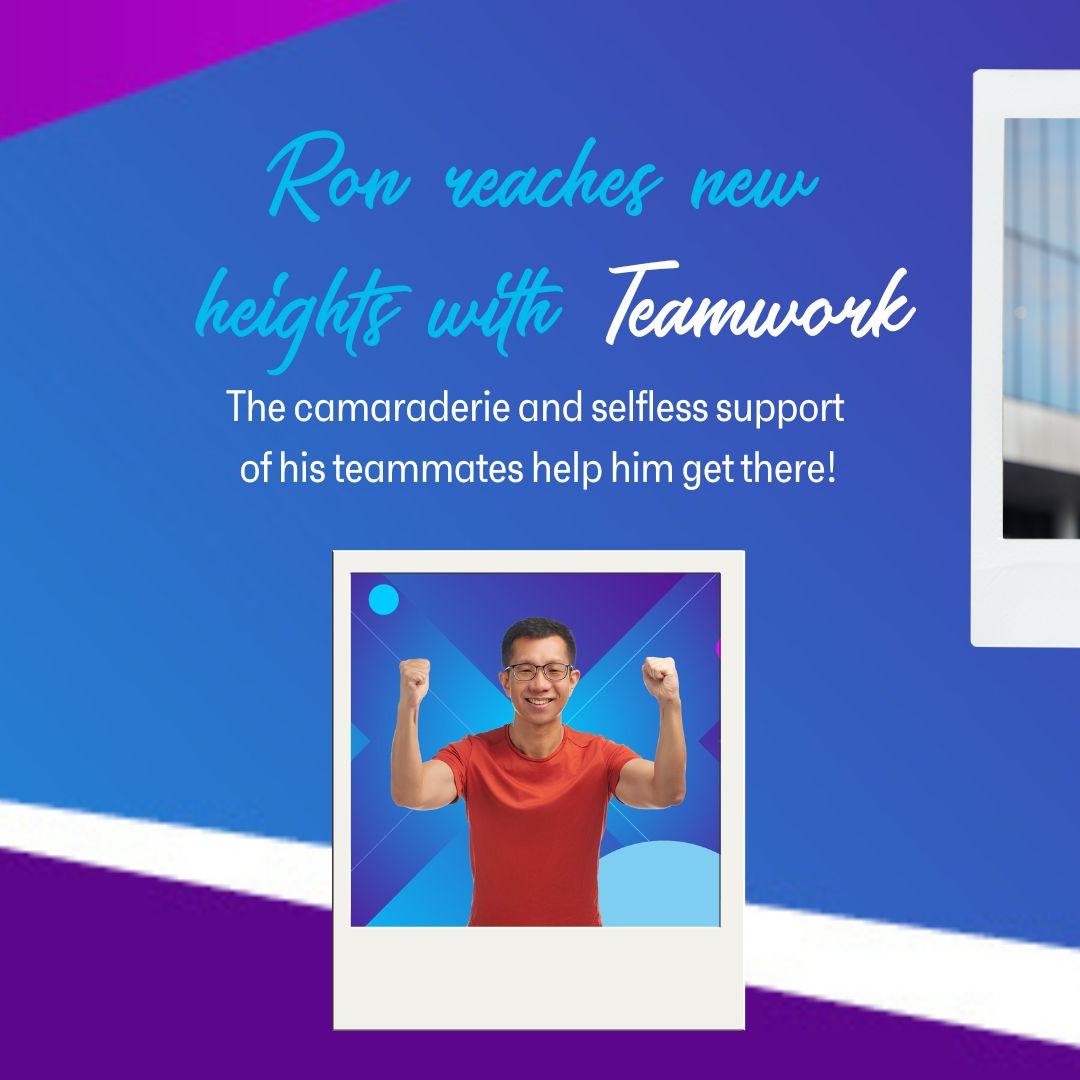 Ron reaches new
heights with Teamwork
The camaraderie and selfless support
of his teammates help him get there!